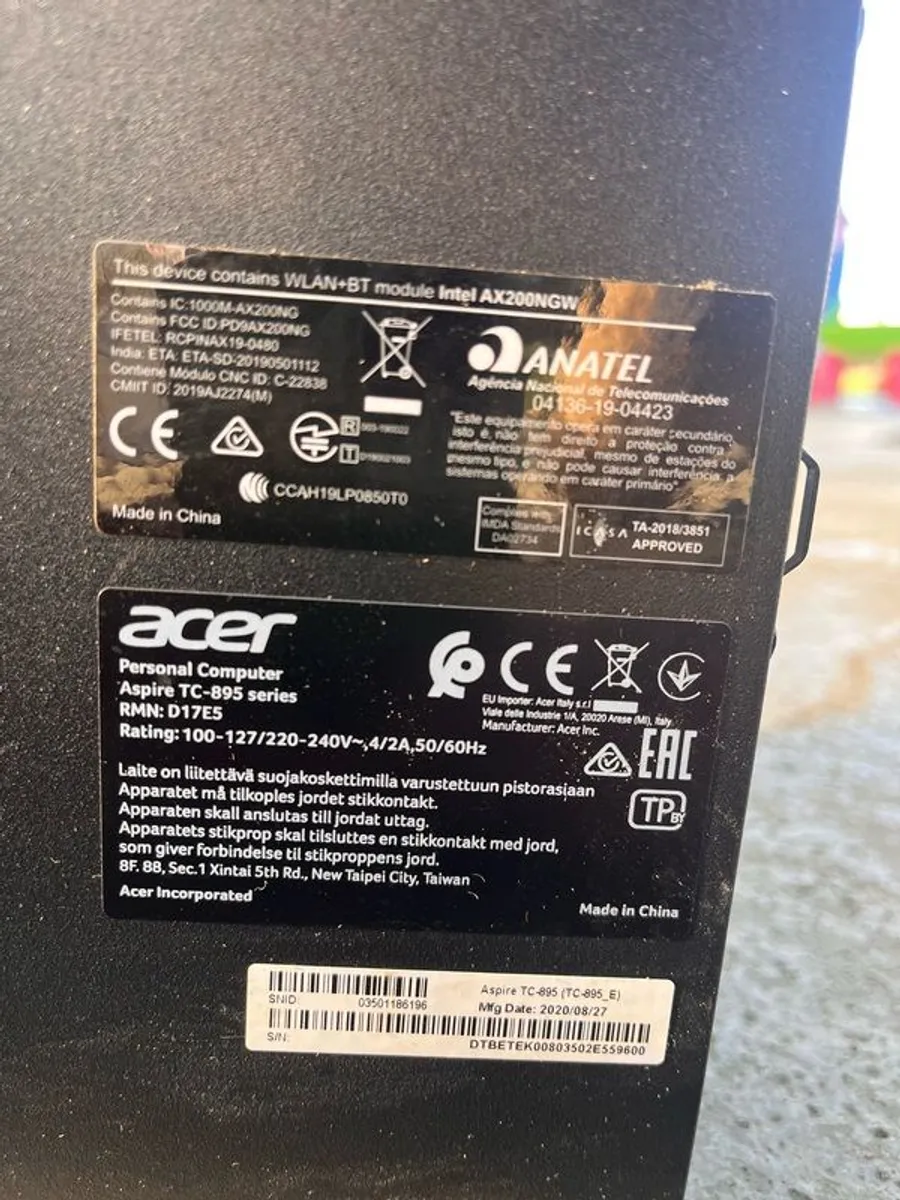 This device contains WLAN+BT module Intel AX200NGW
Contains IC:1000M-AX200NG
Contains FCC ID:PD9AX200NG
IFETEL: RCPINAX19-0480
India: ETA: ETA-SD-20190501112
Contiene Modulo CNC ID: C-22838
CMIIT ID: 2019AJ2274(M)
ANATEL
Agência Nacional de Telecomunicações
04136-19-04423
"Este equipamento opera em caráter secundário,
isto é, não tem direito a proteção contra
interferência prejudicial, mesmo de estações do
mesmo tipo, e não pode causar interferência a
sistemas operando em caráter primário"
CE
R
T
CCAH19LP0850T0
Made in China
Complies with
IMDA Standards
DA02734
ICASA
TA-2018/3851
APPROVED
acer
Personal Computer
Aspire TC-895 series
RMN: D17E5
Rating: 100-127/220-240V~,4/2A,50/60Hz
CE
EU Importer: Acer Italy s.r.l
Viale delle Industrie 1/A, 20020 Arese (MI), Italy
Manufacturer: Acer Inc.
EAC
TP BY
Laite on liitettävä suojakoskettimilla varustettuun pistorasiaan
Apparatet må tilkoples jordet stikkontakt.
Apparaten skall anslutas till jordat uttag.
Apparatets stikprop skal tilsluttes en stikkontakt med jord,
som giver forbindelse til stikproppens jord.
8F. 88, Sec.1 Xintai 5th Rd., New Taipei City, Taiwan
Acer Incorporated
Made in China
SNID:
03501186196
Aspire TC-895 (TC-895_E)
Mfg Date: 2020/08/27
S/N:
DTBETEK00803502E559600